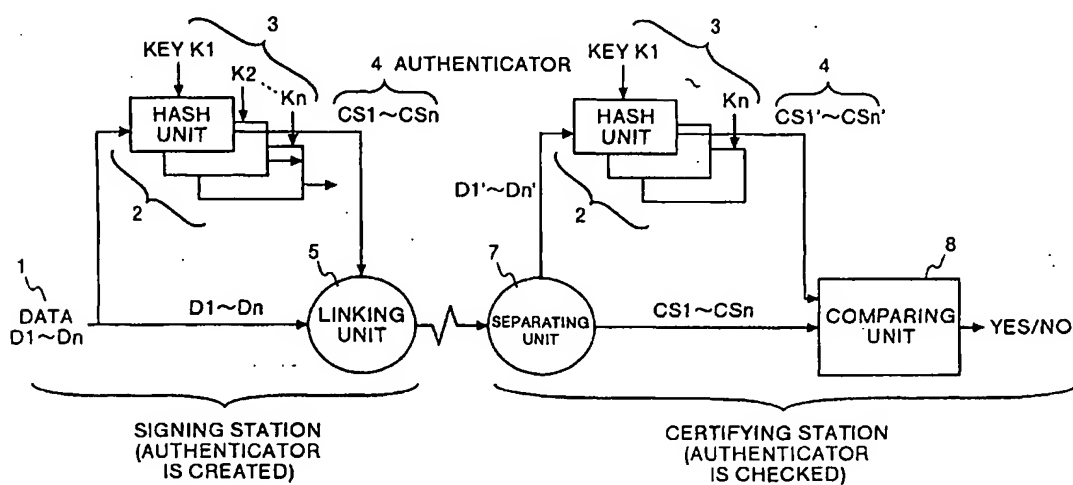 3
KEY K1
K2
Kn
4 AUTHENTICATOR
CS1~CSn
HASH
UNIT
2
1
DATA
D1~Dn
D1~Dn
5
LINKING
UNIT
SIGNING STATION
(AUTHENTICATOR
IS CREATED)
3
KEY K1
Kn
4
CS1'~CSn'
HASH
UNIT
D1'~Dn'
2
7
SEPARATING
UNIT
CS1~CSn
8
COMPARING
UNIT
YES/NO
CERTIFYING STATION
(AUTHENTICATOR
IS CHECKED)